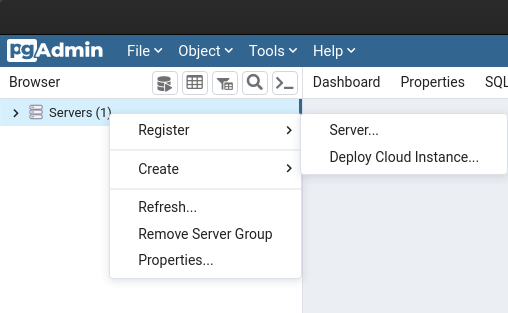 pgAdmin
File Object Tools Help
Browser Dashboard Properties SQL
Servers (1)
Register Server...
Deploy Cloud Instance...
Create
Refresh...
Remove Server Group
Properties...